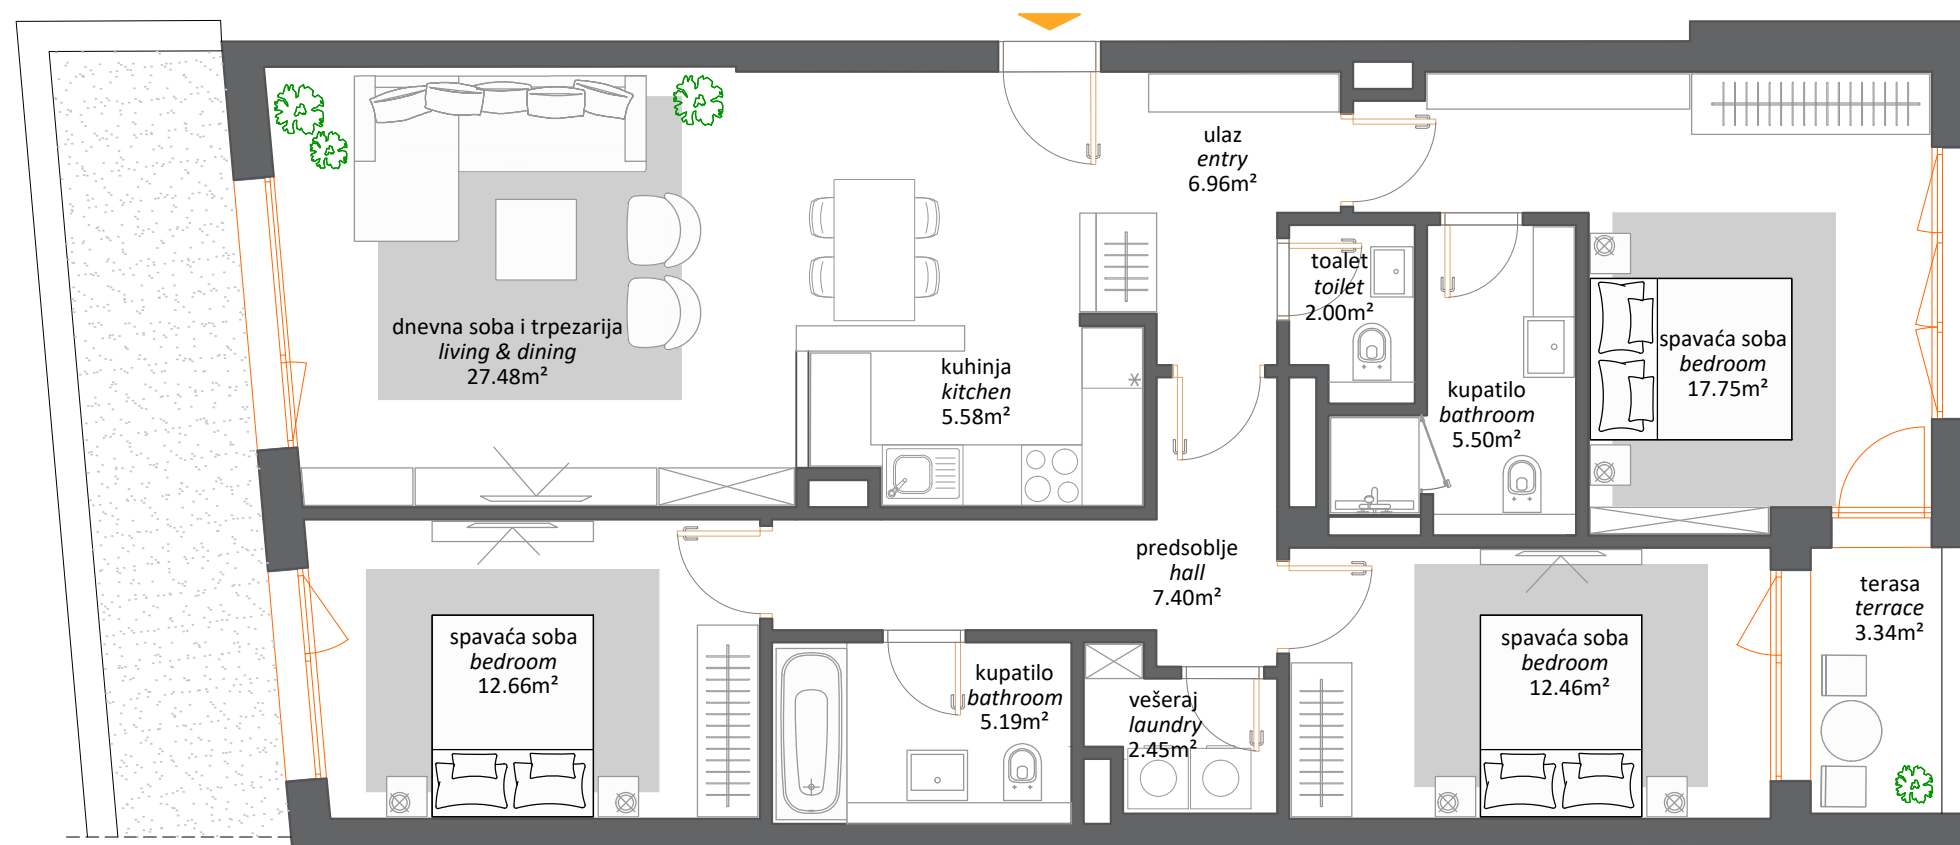 ulaz
entry
6.96m²
toalet
toilet
2.00m²
dnevna soba i trpezarija
living & dining
27.48m²
kuhinja
kitchen
5.58m²
kupatilo
bathroom
5.50m²
spavaća soba
bedroom
17.75m²
predsoblje
hall
7.40m²
terasa
terrace
3.34m²
spavaća soba
bedroom
12.66m²
kupatilo
bathroom
5.19m²
vešeraj
laundry
2.45m²
spavaća soba
bedroom
12.46m²